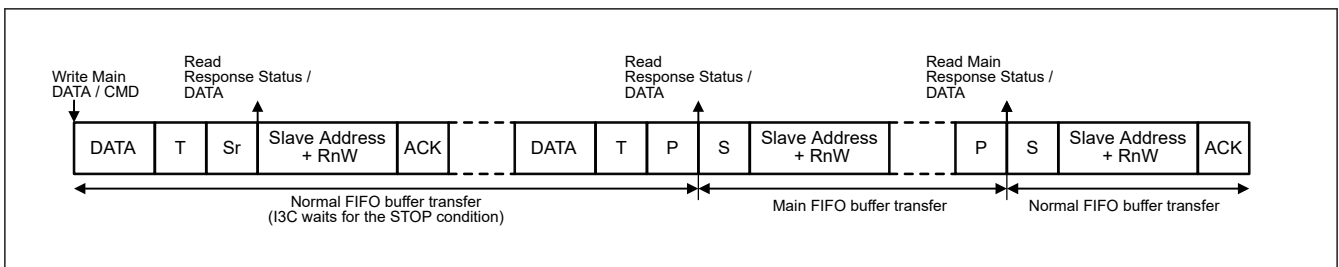 Write Main
DATA / CMD
Read
Response Status /
DATA
Read
Response Status /
DATA
Read Main
Response Status /
DATA
DATA T Sr Slave Address
+ RnW ACK DATA T P S Slave Address
+ RnW P S Slave Address
+ RnW ACK
Normal FIFO buffer transfer
(I3C waits for the STOP condition)
Main FIFO buffer transfer
Normal FIFO buffer transfer